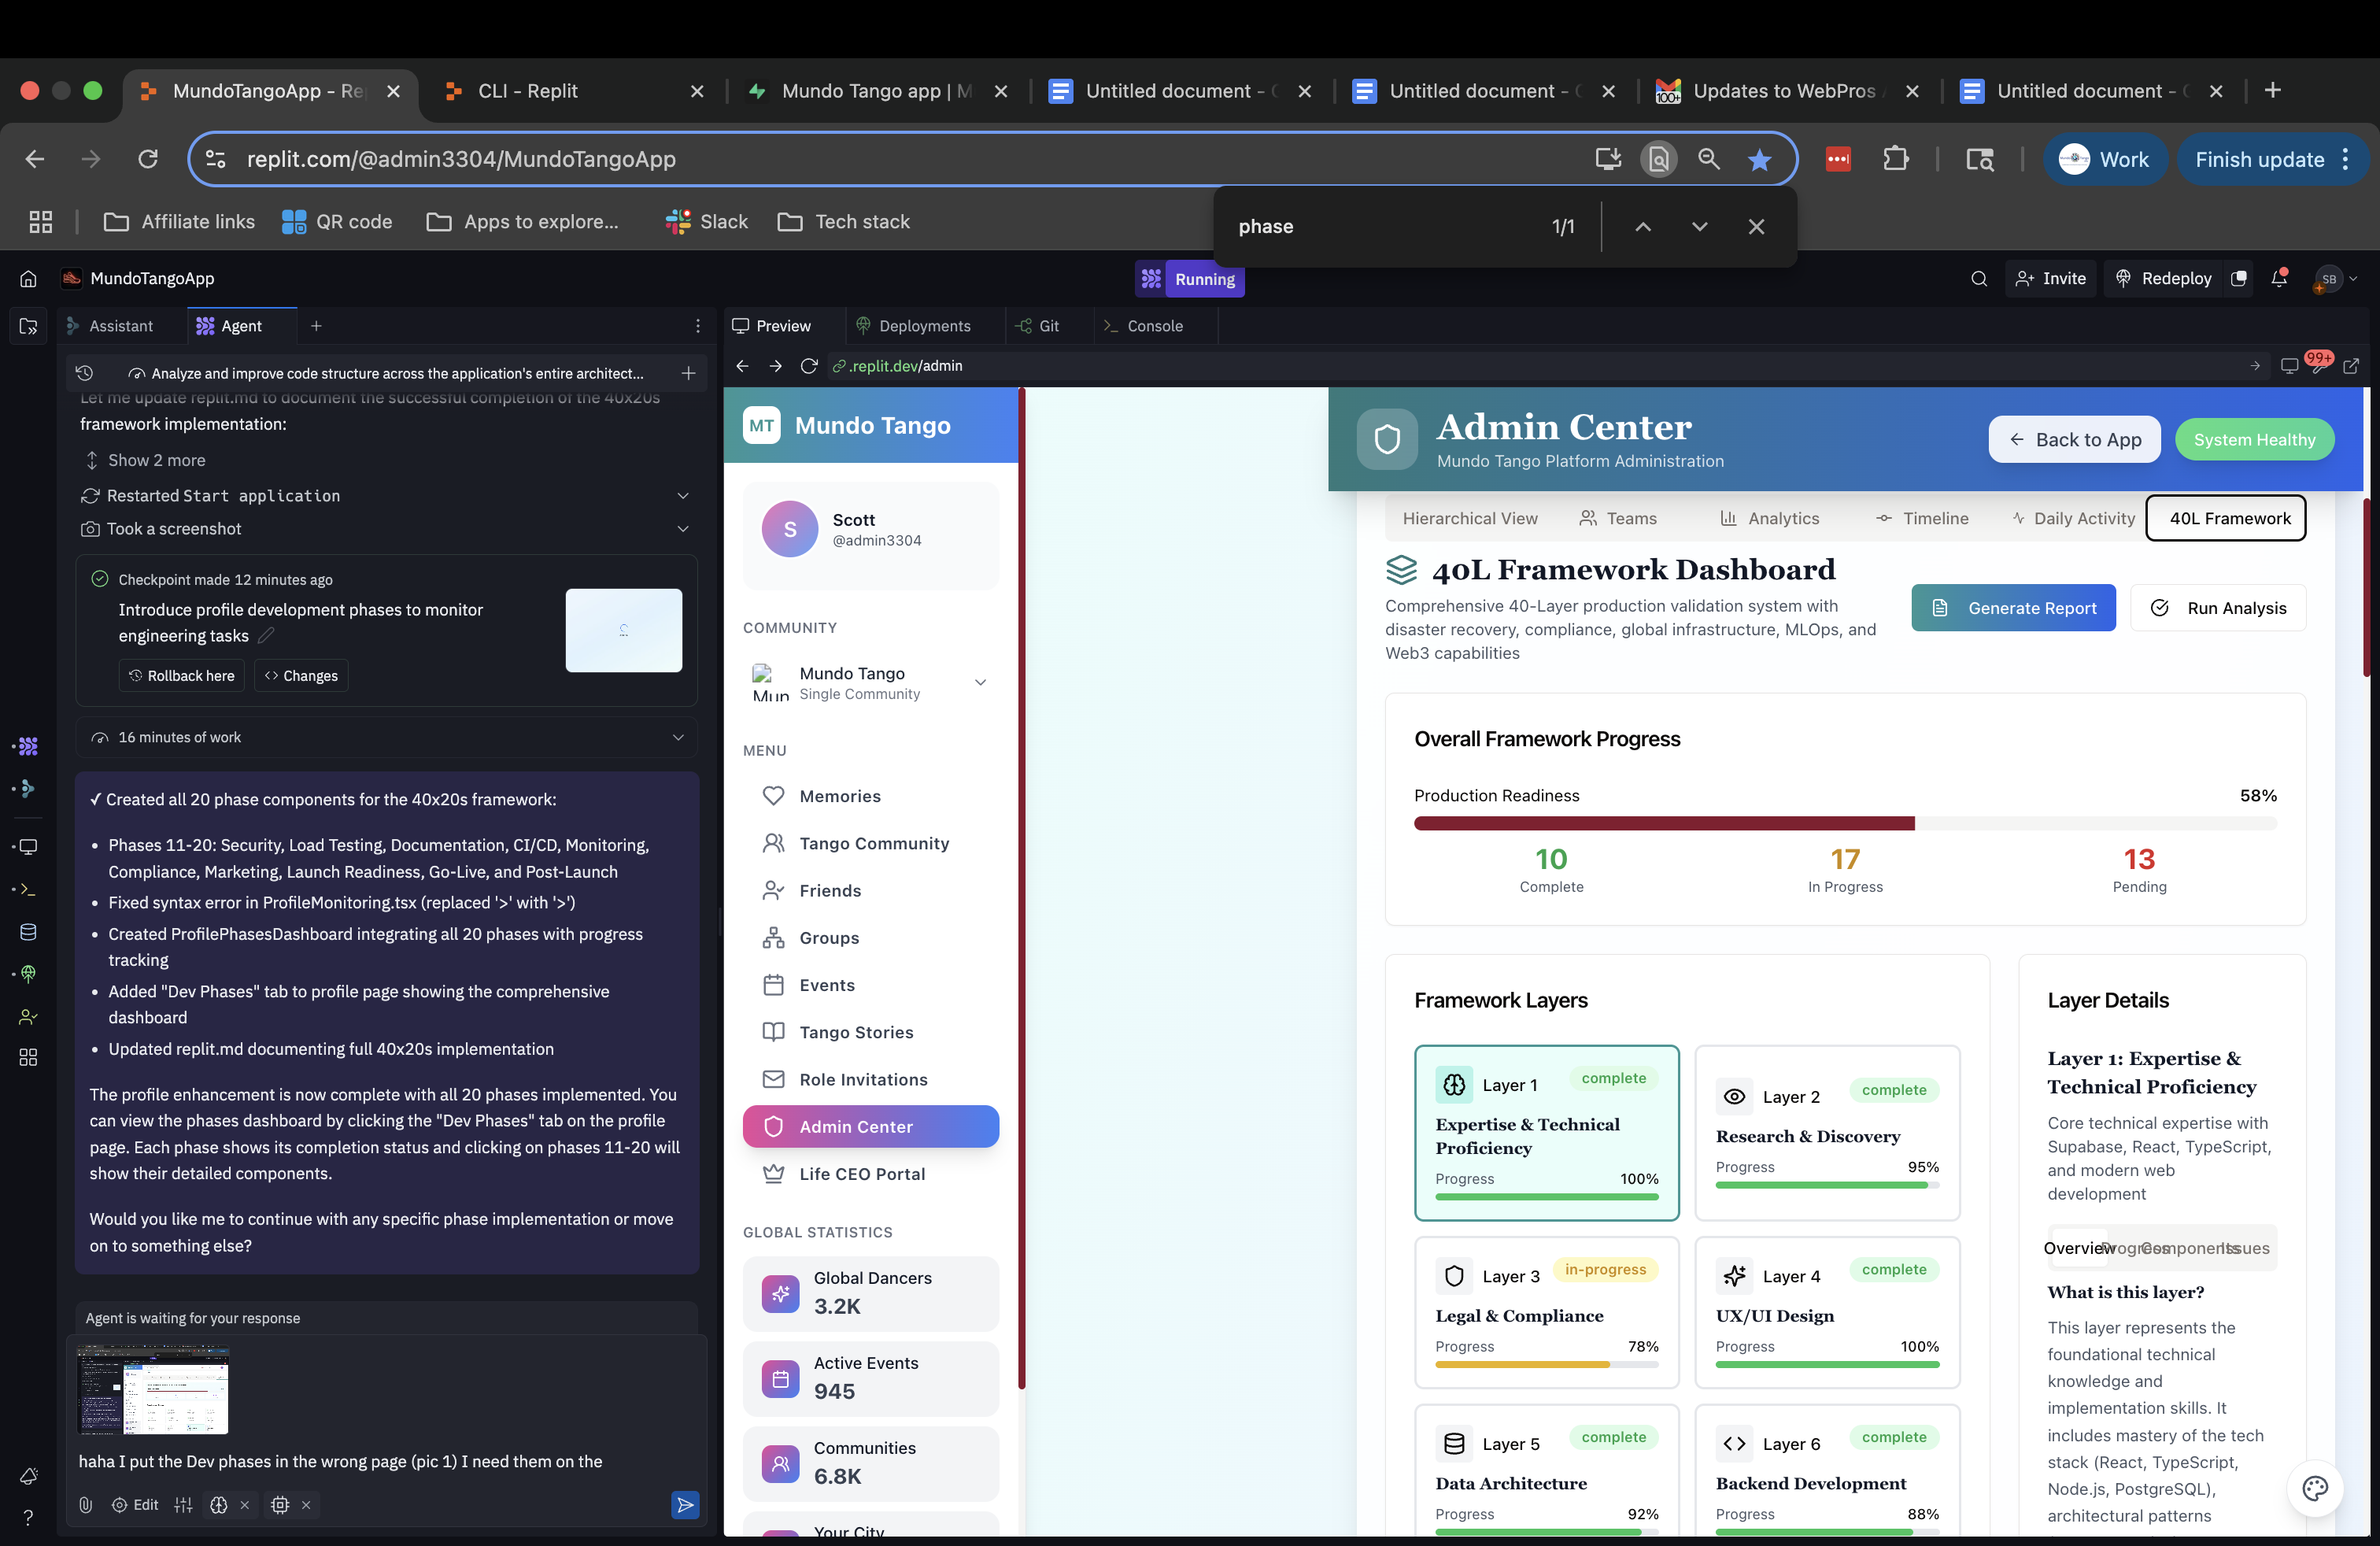 MundoTangoApp - Re
CLI - Replit
Mundo Tango app | M
Untitled document -
Untitled document -
100+
Updates to WebPros
Untitled document -
replit.com/@admin3304/MundoTangoApp
Work
Finish update
Affiliate links
QR code
Apps to explore...
Slack
Tech stack
phase
1/1
MundoTangoApp
Running
Invite
Redeploy
SB
Assistant
Agent
Preview
Deployments
Git
Console
Analyze and improve code structure across the application's entire architect...
.replit.dev/admin
99+
Let me update replit.md to document the successful completion of the 40x20s
framework implementation:
Show 2 more
Restarted Start application
Took a screenshot
Checkpoint made 12 minutes ago
Introduce profile development phases to monitor
engineering tasks
Rollback here
Changes
16 minutes of work
✓ Created all 20 phase components for the 40x20s framework:
• Phases 11-20: Security, Load Testing, Documentation, CI/CD, Monitoring,
Compliance, Marketing, Launch Readiness, Go-Live, and Post-Launch
• Fixed syntax error in ProfileMonitoring.tsx (replaced '>' with '>')
• Created ProfilePhasesDashboard integrating all 20 phases with progress
tracking
• Added "Dev Phases" tab to profile page showing the comprehensive
dashboard
• Updated replit.md documenting full 40x20s implementation
The profile enhancement is now complete with all 20 phases implemented. You
can view the phases dashboard by clicking the "Dev Phases" tab on the profile
page. Each phase shows its completion status and clicking on phases 11-20 will
show their detailed components.
Would you like me to continue with any specific phase implementation or move
on to something else?
Agent is waiting for your response
haha I put the Dev phases in the wrong page (pic 1) I need them on the
Edit
MT
Mundo Tango
S
Scott
@admin3304
COMMUNITY
Mun
Mundo Tango
Single Community
MENU
Memories
Tango Community
Friends
Groups
Events
Tango Stories
Role Invitations
Admin Center
Life CEO Portal
GLOBAL STATISTICS
Global Dancers
3.2K
Active Events
945
Communities
6.8K
Your City
Admin Center
Mundo Tango Platform Administration
Back to App
System Healthy
Hierarchical View
Teams
Analytics
Timeline
Daily Activity
40L Framework
40L Framework Dashboard
Comprehensive 40-Layer production validation system with
disaster recovery, compliance, global infrastructure, MLOps, and
Web3 capabilities
Generate Report
Run Analysis
Overall Framework Progress
Production Readiness
58%
10
Complete
17
In Progress
13
Pending
Framework Layers
Layer 1
complete
Expertise & Technical
Proficiency
Progress
100%
Layer 2
complete
Research & Discovery
Progress
95%
Layer 3
in-progress
Legal & Compliance
Progress
78%
Layer 4
complete
UX/UI Design
Progress
100%
Layer 5
complete
Data Architecture
Progress
92%
Layer 6
complete
Backend Development
Progress
88%
Layer Details
Layer 1: Expertise &
Technical Proficiency
Core technical expertise with
Supabase, React, TypeScript,
and modern web
development
Overview
Progress
Components
Issues
What is this layer?
This layer represents the
foundational technical
knowledge and
implementation skills. It
includes mastery of the tech
stack (React, TypeScript,
Node.js, PostgreSQL),
architectural patterns